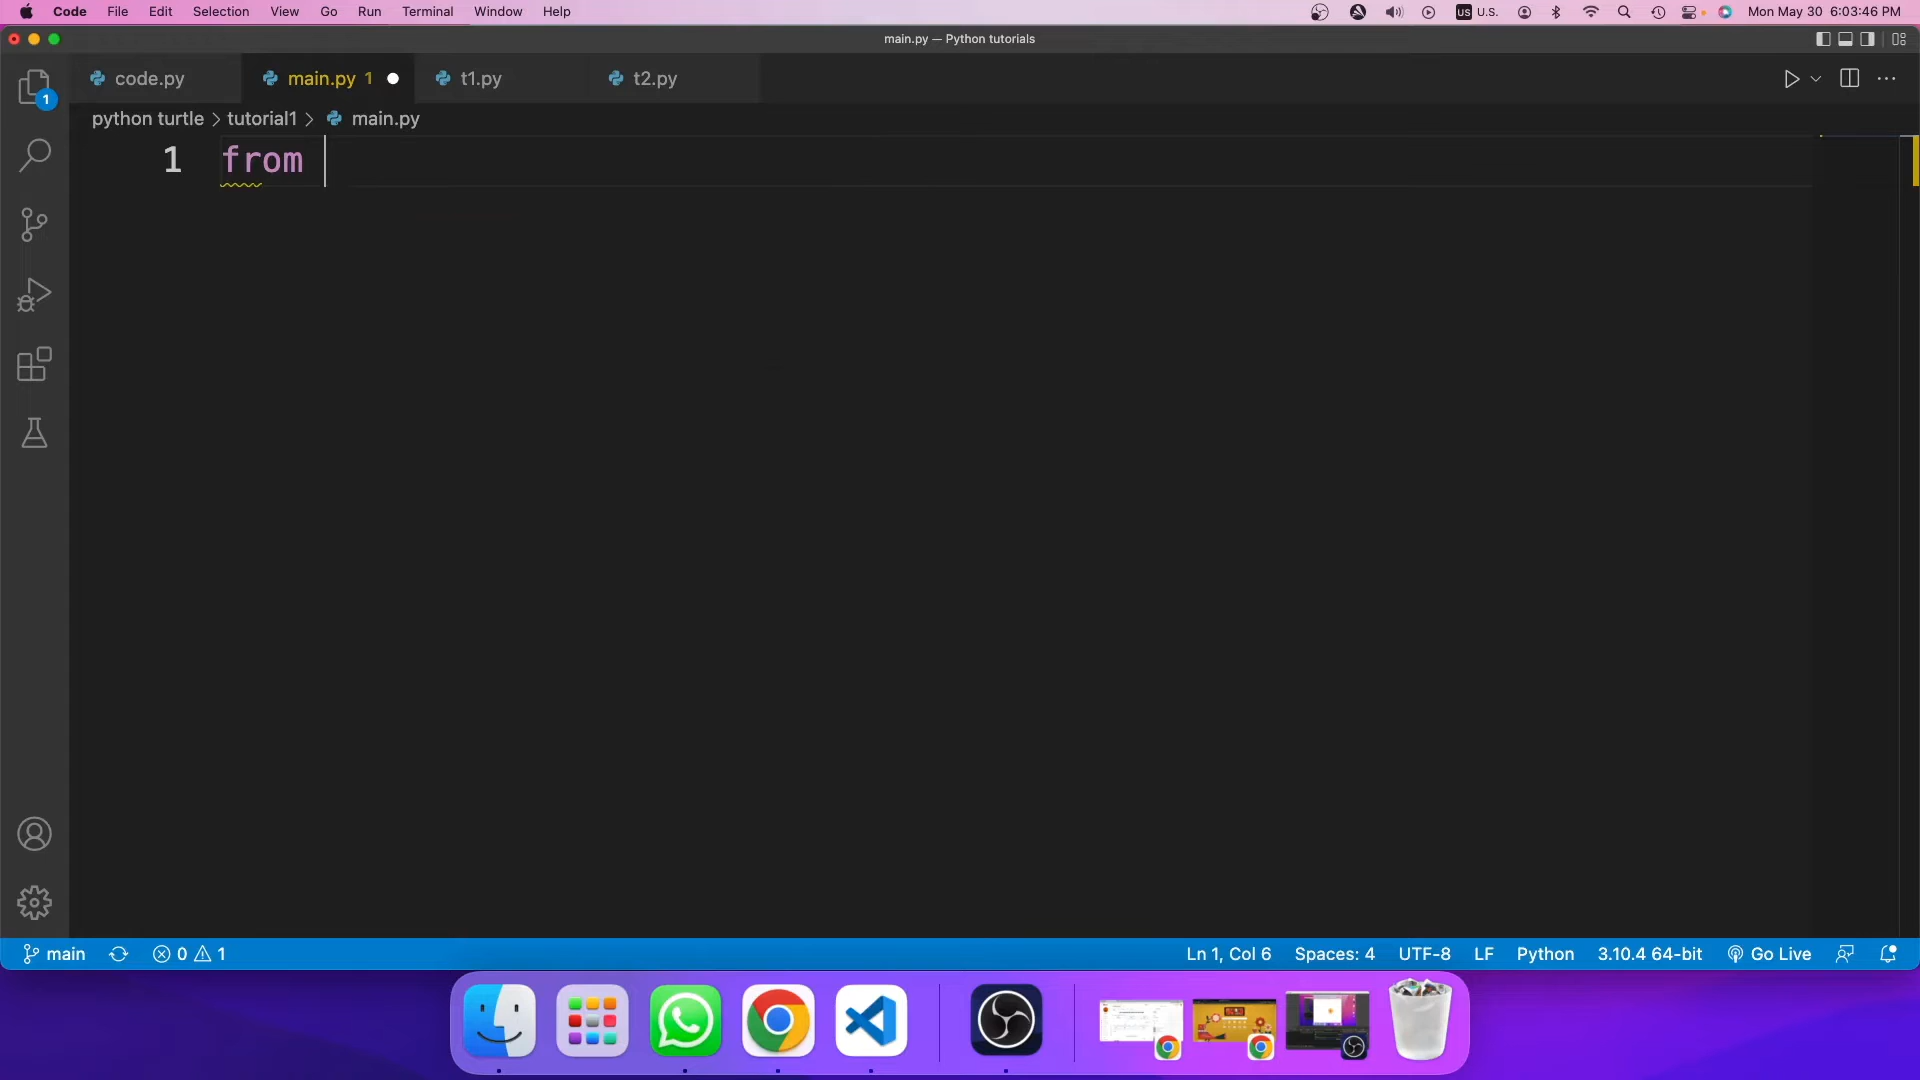 Code File Edit Selection View Go Run Terminal Window Help US U.S. Mon May 30 6:03:46 PM
main.py — Python tutorials
code.py main.py 1 t1.py t2.py
1
python turtle > tutorial1 > main.py
1 from
main 0 1 Ln 1, Col 6 Spaces: 4 UTF-8 LF Python 3.10.4 64-bit Go Live